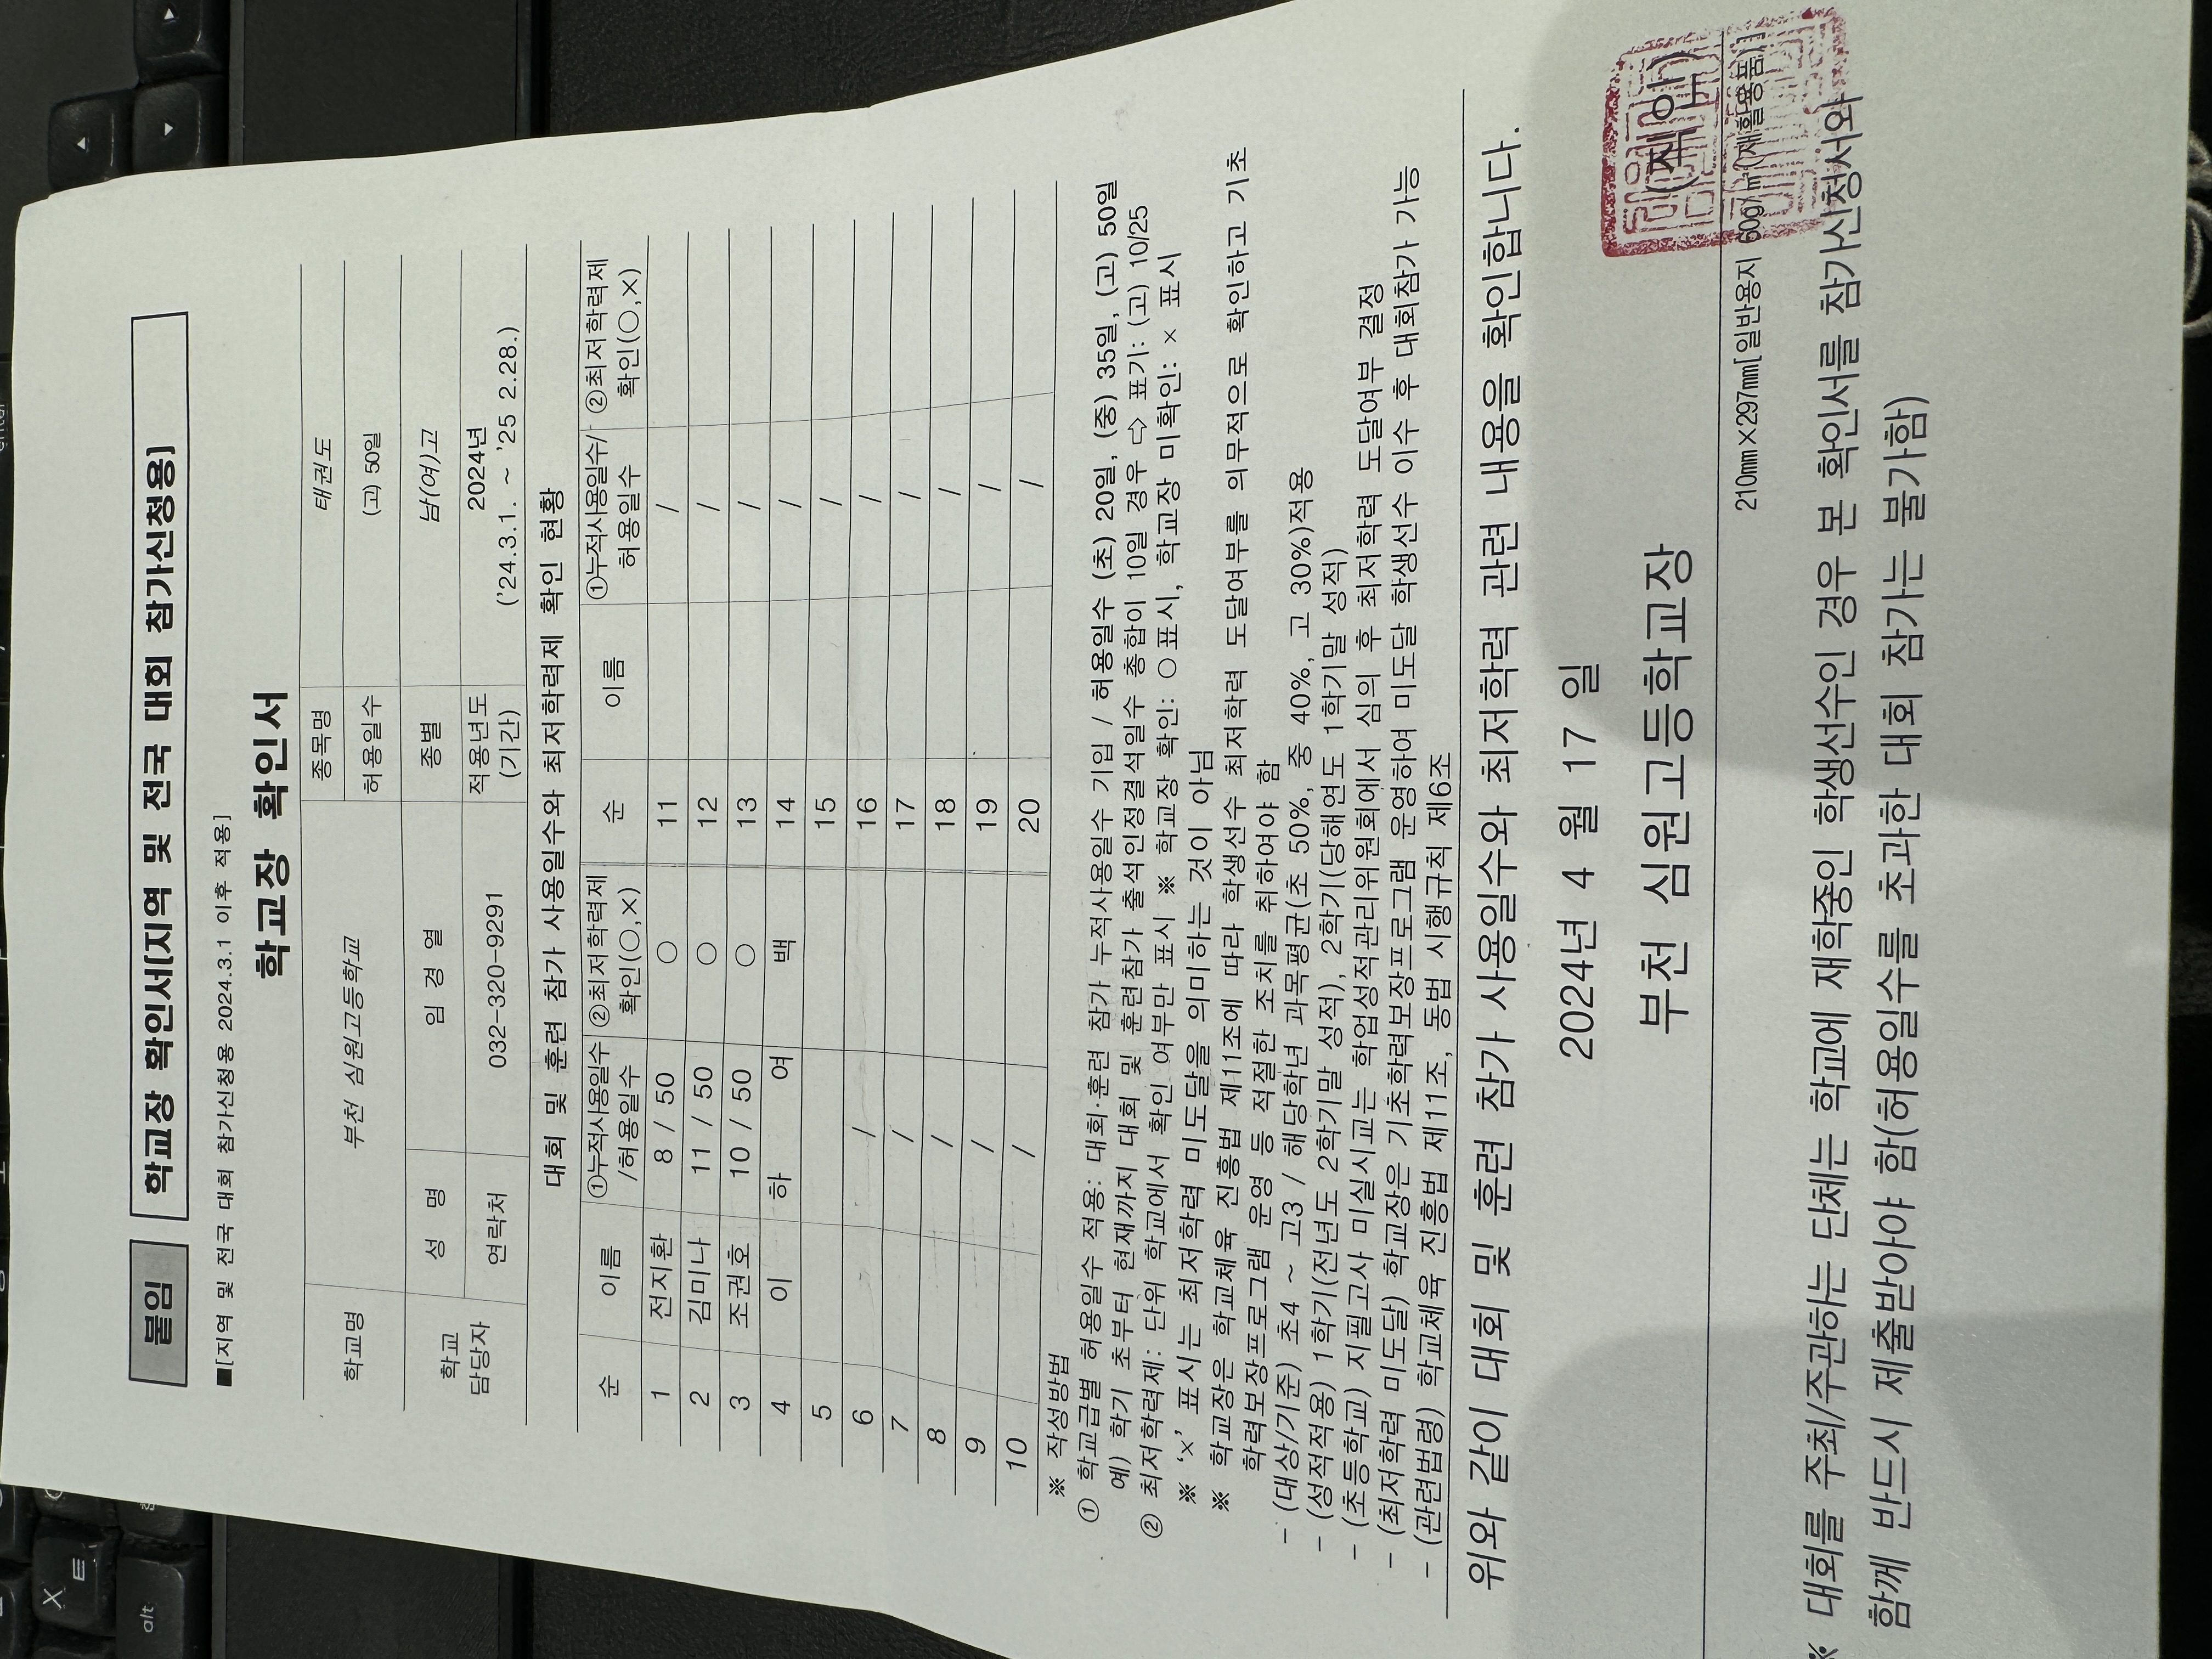 붙임
학교장 확인서[지역 및 전국 대회 참가신청용]
■[지역 및 전국 대회 참가신청용 2024.3.1 이후 적용]
학교장 확인서
학교명 부천 심원고등학교 종목명 태권도
허용일수 (고) 50일
학교 담당자 성 명 임 경 열 종별 남(여)고
연락처 032-320-9291 적용년도 (기간) 2024년
('24.3.1. ~ '25 2.28.)
대회 및 훈련 참가 사용일수와 최저학력제 확인 현황
순 이름 ①누적사용일수/허용일수 ②최저학력제 확인(○,×) 순 이름 ①누적사용일수/허용일수 ②최저학력제 확인(○,×)
1 전지환 8 / 50 ○ 11 /
2 김미나 11 / 50 ○ 12 /
3 조권호 10 / 50 ○ 13 /
4 이 하 여 백 14 /
5 15 /
6 / 16 /
7 / 17 /
8 / 18 /
9 / 19 /
10 / 20 /
※ 작성방법
① 학교급별 허용일수 적용: 대회·훈련 참가 누적사용일수 기입 / 허용일수 (초) 20일, (중) 35일, (고) 50일
예) 학기 초부터 현재까지 대회 및 훈련참가 출석인정결석일수 총합이 10일 경우 ⇨ 표기: (고) 10/25
② 최저학력제: 단위 학교에서 확인 여부만 표시 ※ 학교장 확인: ○표시, 학교장 미확인: × 표시
※ '×' 표시는 최저학력 미도달을 의미하는 것이 아님
※ 학교장은 학교체육 진흥법 제11조에 따라 학생선수 최저학력 도달여부를 의무적으로 확인하고 기초
학력보장프로그램 운영 등 적절한 조치를 취하여야 함
- (대상/기준) 초4 ~ 고3 / 해당학년 과목평균(초 50%, 중 40%, 고 30%)적용
- (성적적용) 1학기(전년도 2학기말 성적), 2학기(당해연도 1학기말 성적)
- (초등학교) 지필고사 미실시교는 학업성적관리위원회에서 심의 후 최저학력 도달여부 결정
- (최저학력 미도달) 학교장은 기초학력보장프로그램 운영하여 미도달 학생선수 이수 후 대회참가 가능
- (관련법령) 학교체육 진흥법 제11조, 동법 시행규칙 제6조
위와 같이 대회 및 훈련 참가 사용일수와 최저학력 관련 내용을 확인합니다.
2024년 4 월 17 일
부천 심원고등학교장 (직인)
210mm×297mm[일반용지 60g/㎡(재활용품)]
※ 대회를 주최/주관하는 단체는 학교에 재학중인 학생선수인 경우 본 확인서를 참가신청서와
함께 반드시 제출받아야 함(허용일수를 초과한 대회 참가는 불가함)
X
ㅌ
alt